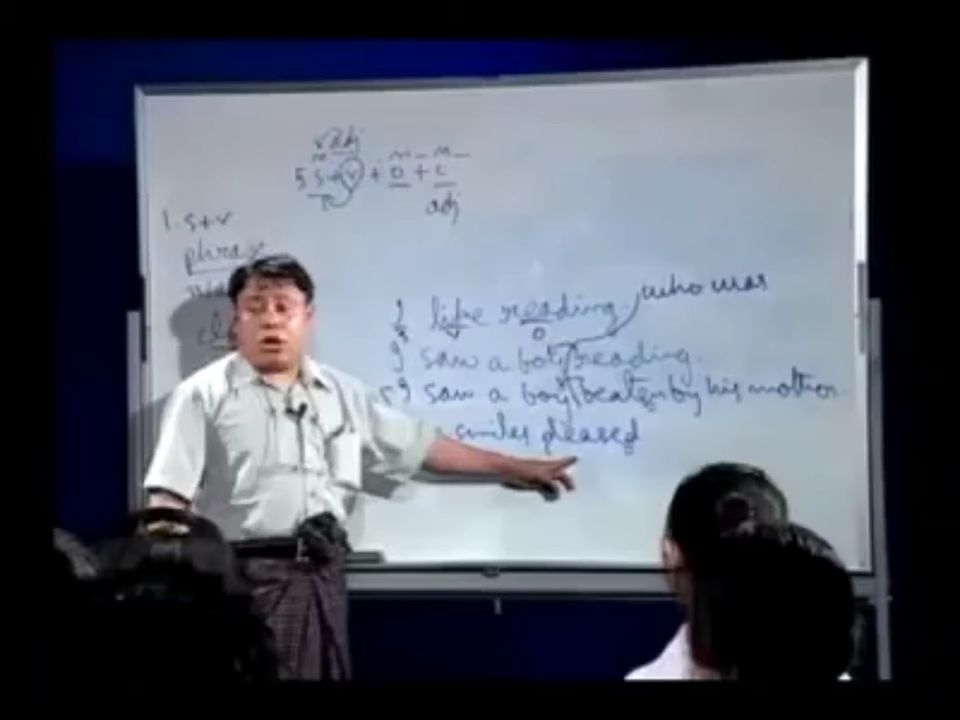 v adj
n n n
5 S+V + O + C
adj
1. S+V
phrase
I like reading. who was
S O
I saw a boy reading.
I saw a boy beaten by his mother
smiles pleased